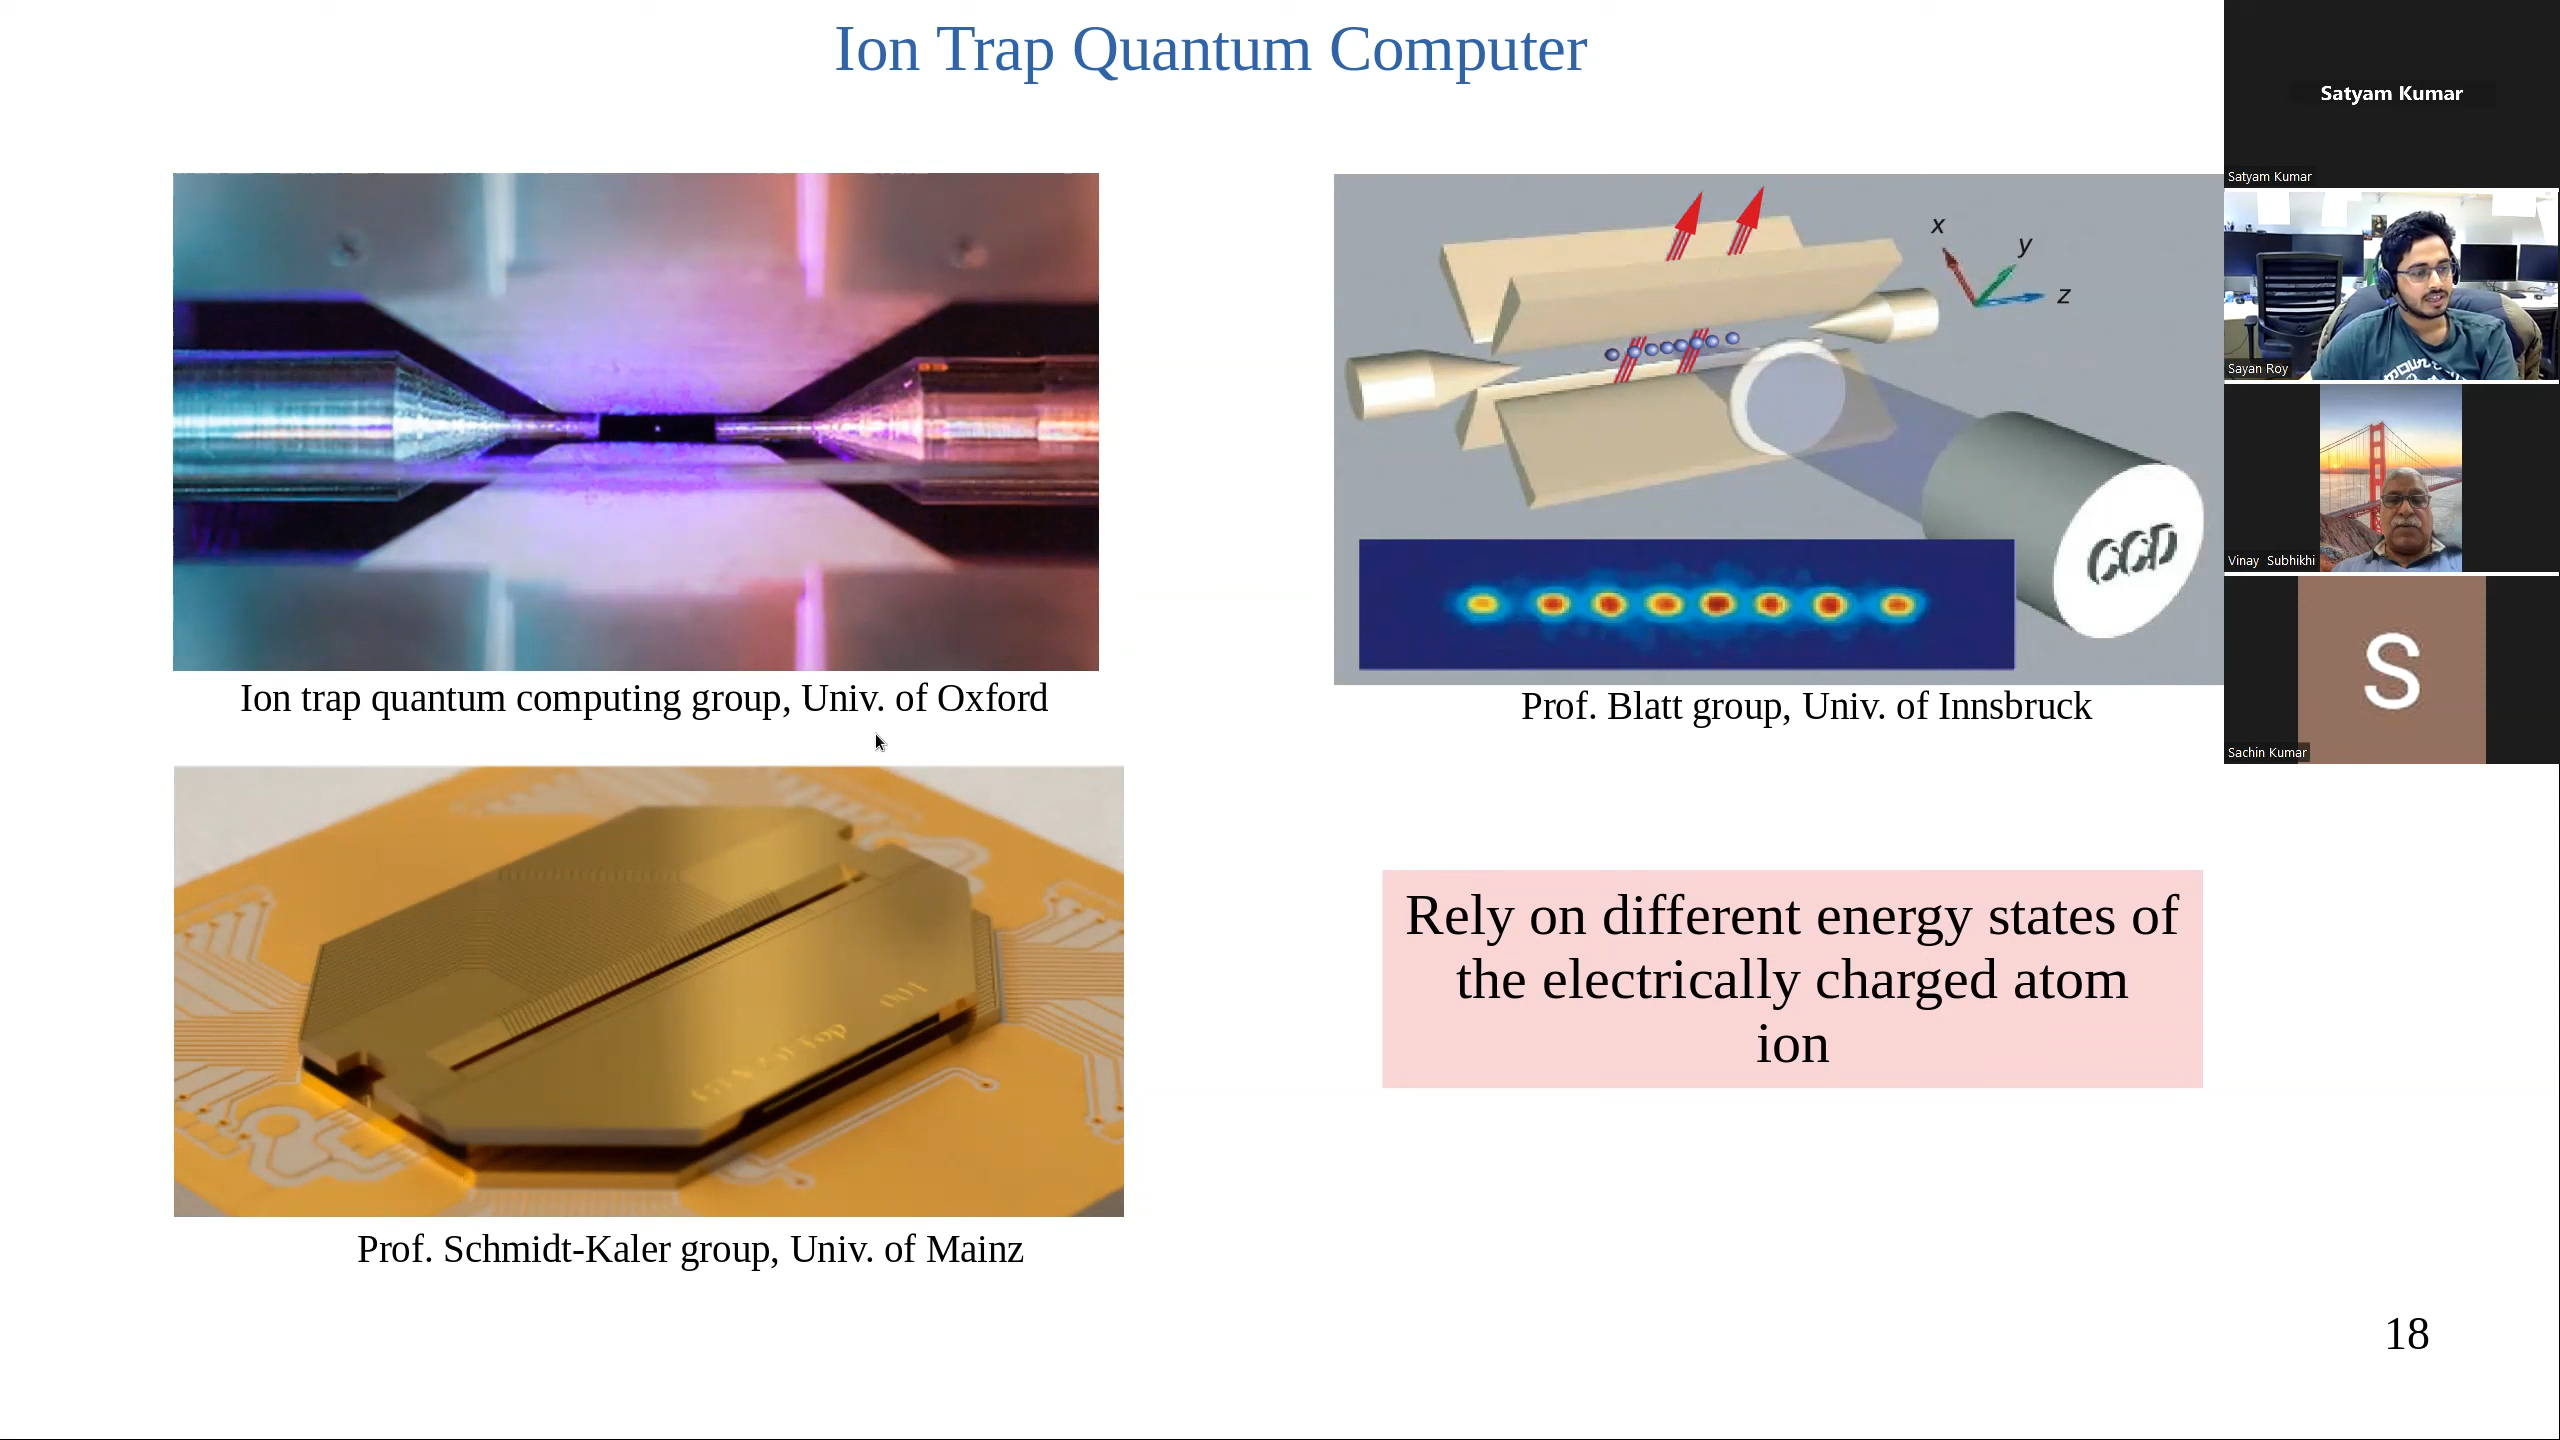 Ion Trap Quantum Computer
x
y
z
CCD
Ion trap quantum computing group, Univ. of Oxford
Prof. Blatt group, Univ. of Innsbruck
001
Prof. Schmidt-Kaler group, Univ. of Mainz
Rely on different energy states of
the electrically charged atom
ion
18
Satyam Kumar
Satyam Kumar
Sayan Roy
Vinay Subhikhi
S
Sachin Kumar